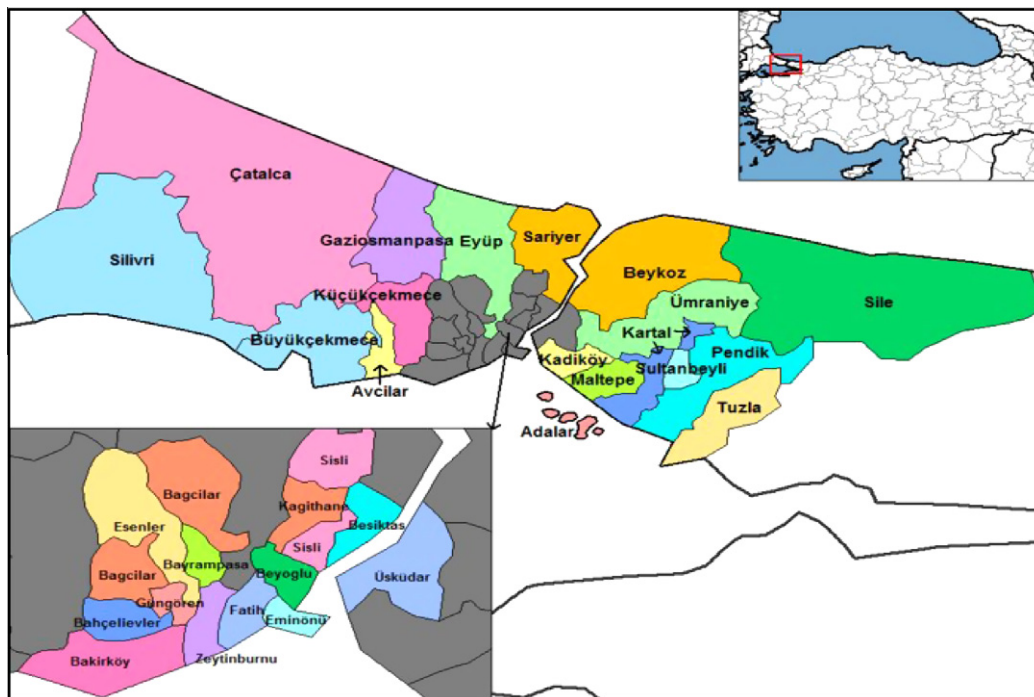 Çatalca
Gaziosmanpasa
Eyüp
Sariyer
Silivri
Beykoz
Küçükçekmece
Ümraniye
Sile
Büyükçekmece
Kartal
Kadiköy
Pendik
Sultanbeyli
Maltepe
Avcilar
Tuzla
Adalar
Sisli
Bagcilar
Kagithane
Esenler
Besiktas
Sisli
Bayrampasa
Bagcilar
Beyoglu
Üsküdar
Güngören
Fatih
Bahçelievler
Eminönü
Bakirköy
Zeytinburnu